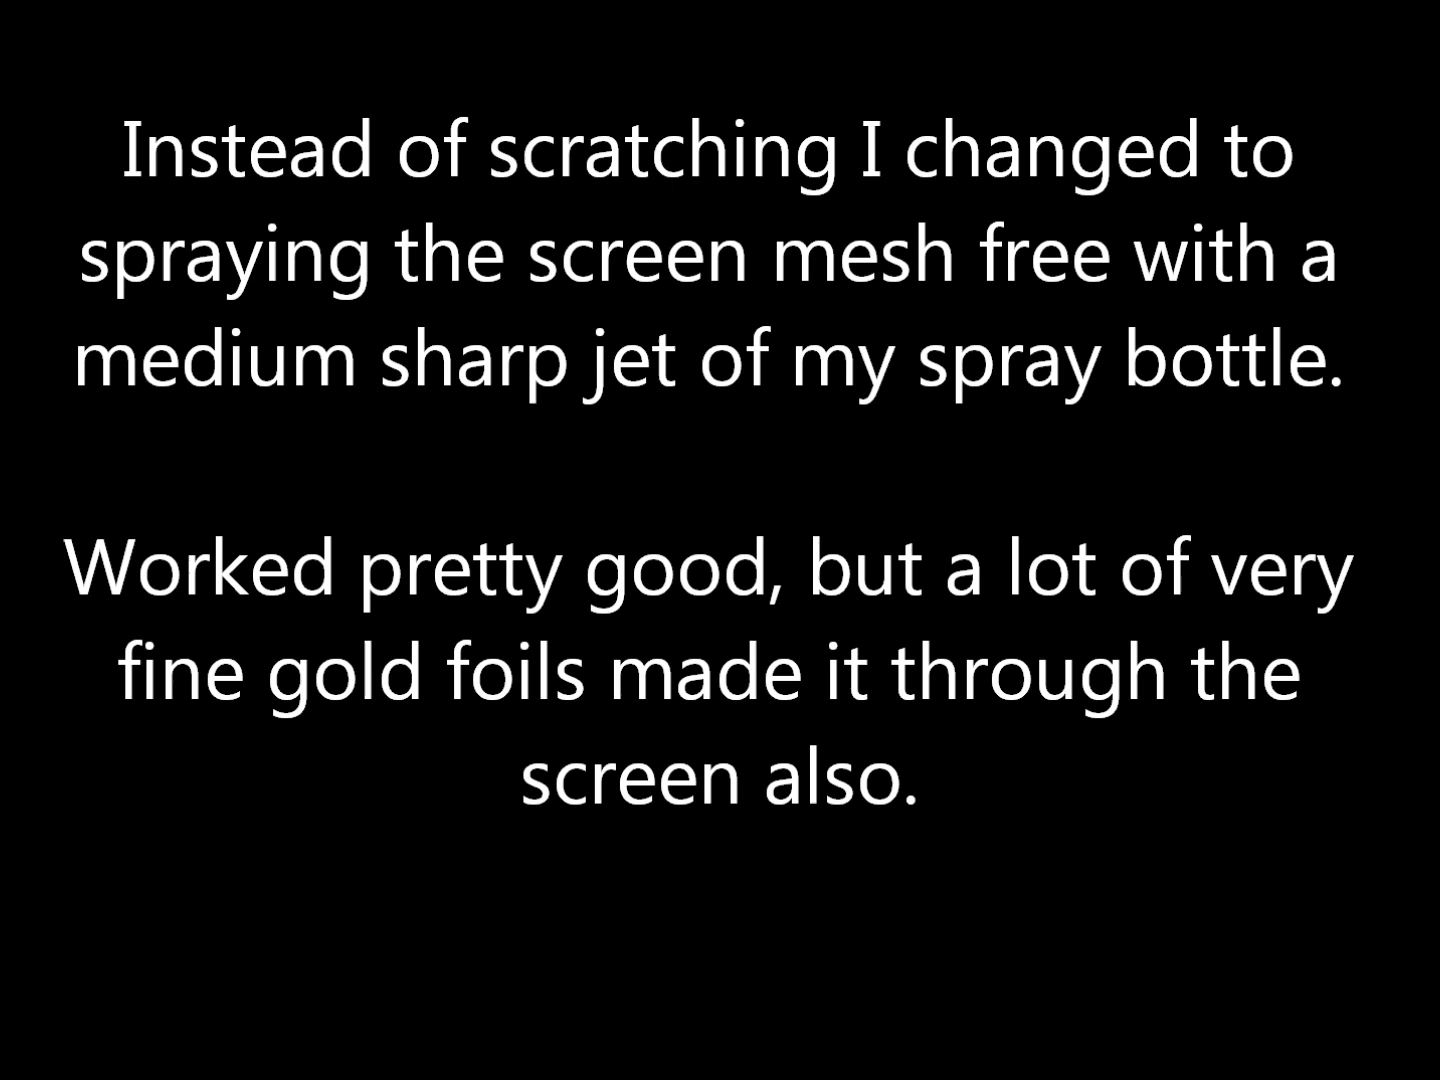 Instead of scratching I changed to
spraying the screen mesh free with a
medium sharp jet of my spray bottle.
Worked pretty good, but a lot of very
fine gold foils made it through the
screen also.